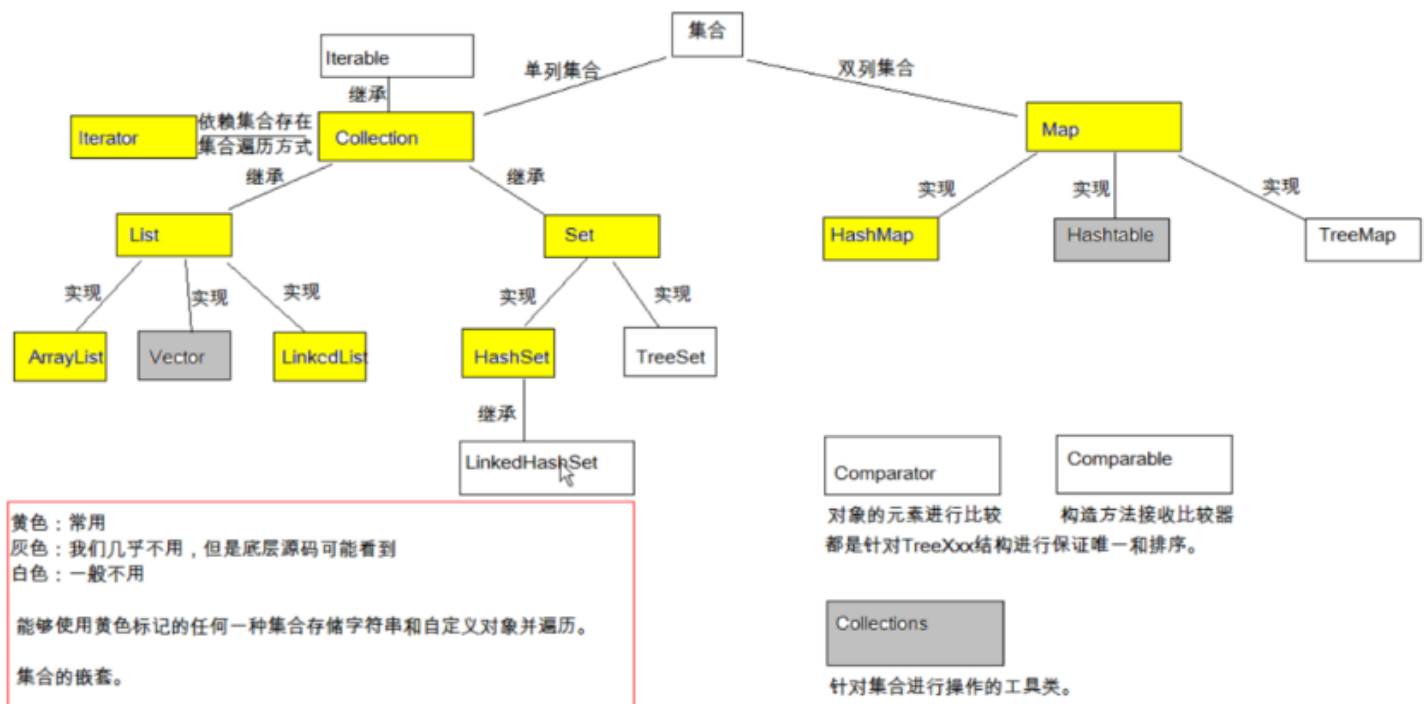 集合
Iterable
单列集合
双列集合
继承
Iterator
依赖集合存在
集合遍历方式
Collection
Map
继承
继承
实现
实现
实现
List
Set
HashMap
Hashtable
TreeMap
实现
实现
实现
实现
实现
ArrayList
Vector
LinkcdList
HashSet
TreeSet
继承
LinkedHashSet
Comparator
Comparable
对象的元素进行比较
构造方法接收比较器
都是针对TreeXxx结构进行保证唯一和排序。
黄色：常用
灰色：我们几乎不用，但是底层源码可能看到
白色：一般不用
能够使用黄色标记的任何一种集合存储字符串和自定义对象并遍历。
集合的嵌套。
Collections
针对集合进行操作的工具类。